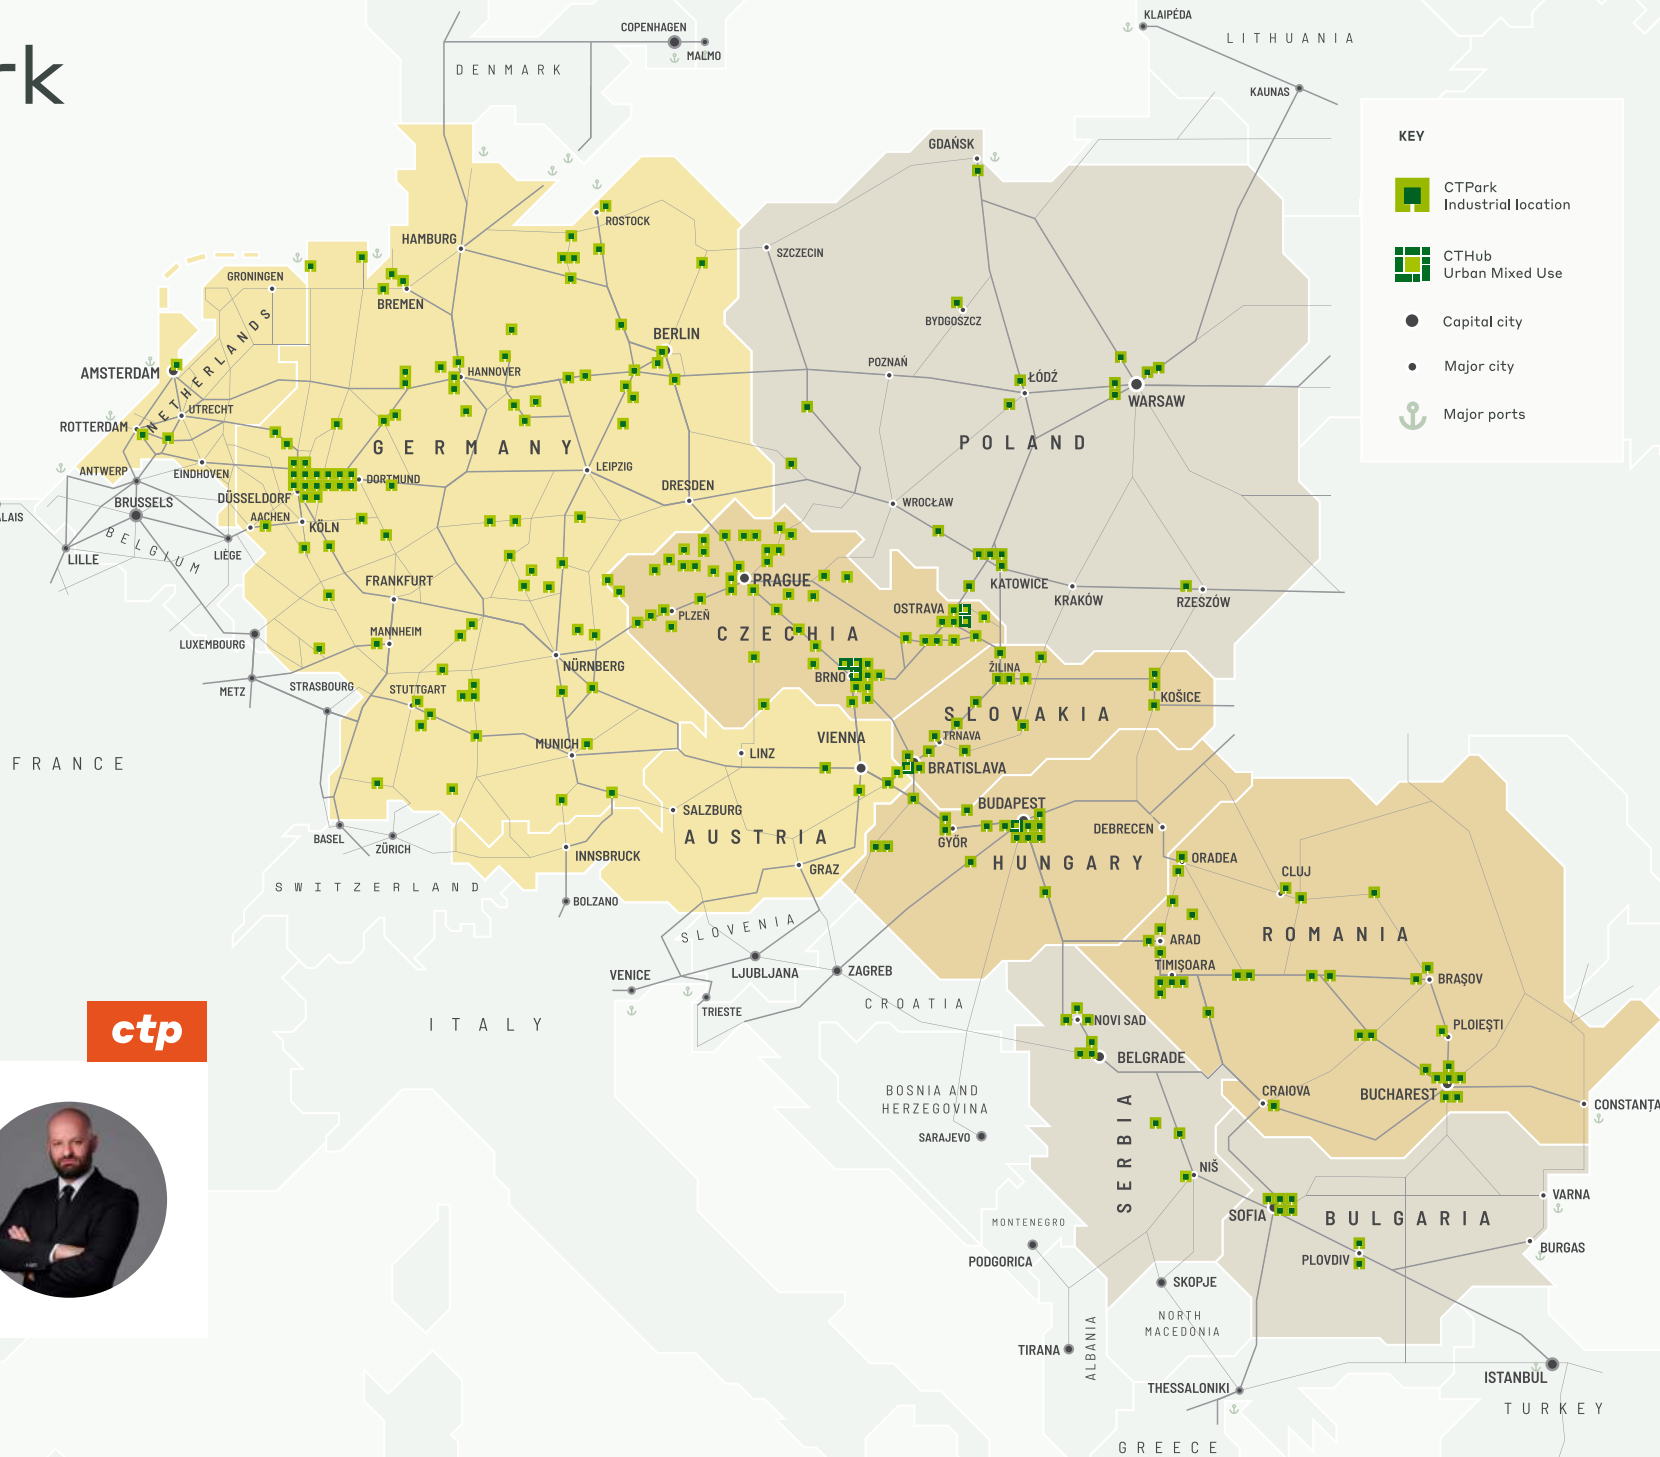 rk
COPENHAGEN
MALMO
DENMARK
KLAIPÉDA
LITHUANIA
KAUNAS
KEY
CTPark
Industrial location
CTHub
Urban Mixed Use
Capital city
Major city
Major ports
GDAŃSK
ROSTOCK
HAMBURG
SZCZECIN
GRONINGEN
BREMEN
BYDGOSZCZ
BERLIN
NETHERLANDS
AMSTERDAM
HANNOVER
POZNAŃ
ŁÓDŹ
WARSAW
UTRECHT
ROTTERDAM
GERMANY
POLAND
ANTWERP
EINDHOVEN
DORTMUND
LEIPZIG
DRESDEN
DÜSSELDORF
BRUSSELS
WROCŁAW
ALAIS
AACHEN
KÖLN
BELGIUM
LIÈGE
LILLE
FRANKFURT
PRAGUE
KATOWICE
KRAKÓW
RZESZÓW
OSTRAVA
PLZEŇ
CZECHIA
MANNHEIM
LUXEMBOURG
NÜRNBERG
ŽILINA
BRNO
METZ
STRASBOURG
STUTTGART
KOŠICE
SLOVAKIA
VIENNA
TRNAVA
MUNICH
LINZ
FRANCE
BRATISLAVA
SALZBURG
BUDAPEST
DEBRECEN
AUSTRIA
GYŐR
BASEL
ZÜRICH
INNSBRUCK
HUNGARY
ORADEA
GRAZ
CLUJ
SWITZERLAND
BOLZANO
SLOVENIA
ROMANIA
ARAD
TIMIȘOARA
VENICE
LJUBLJANA
ZAGREB
BRAȘOV
TRIESTE
CROATIA
ITALY
NOVI SAD
PLOIEȘTI
ctp
BELGRADE
BOSNIA AND
HERZEGOVINA
CRAIOVA
BUCHAREST
CONSTANȚA
SARAJEVO
SERBIA
NIŠ
VARNA
SOFIA
BULGARIA
MONTENEGRO
PODGORICA
PLOVDIV
BURGAS
SKOPJE
NORTH
MACEDONIA
TIRANA
ALBANIA
ISTANBUL
THESSALONIKI
TURKEY
GREECE